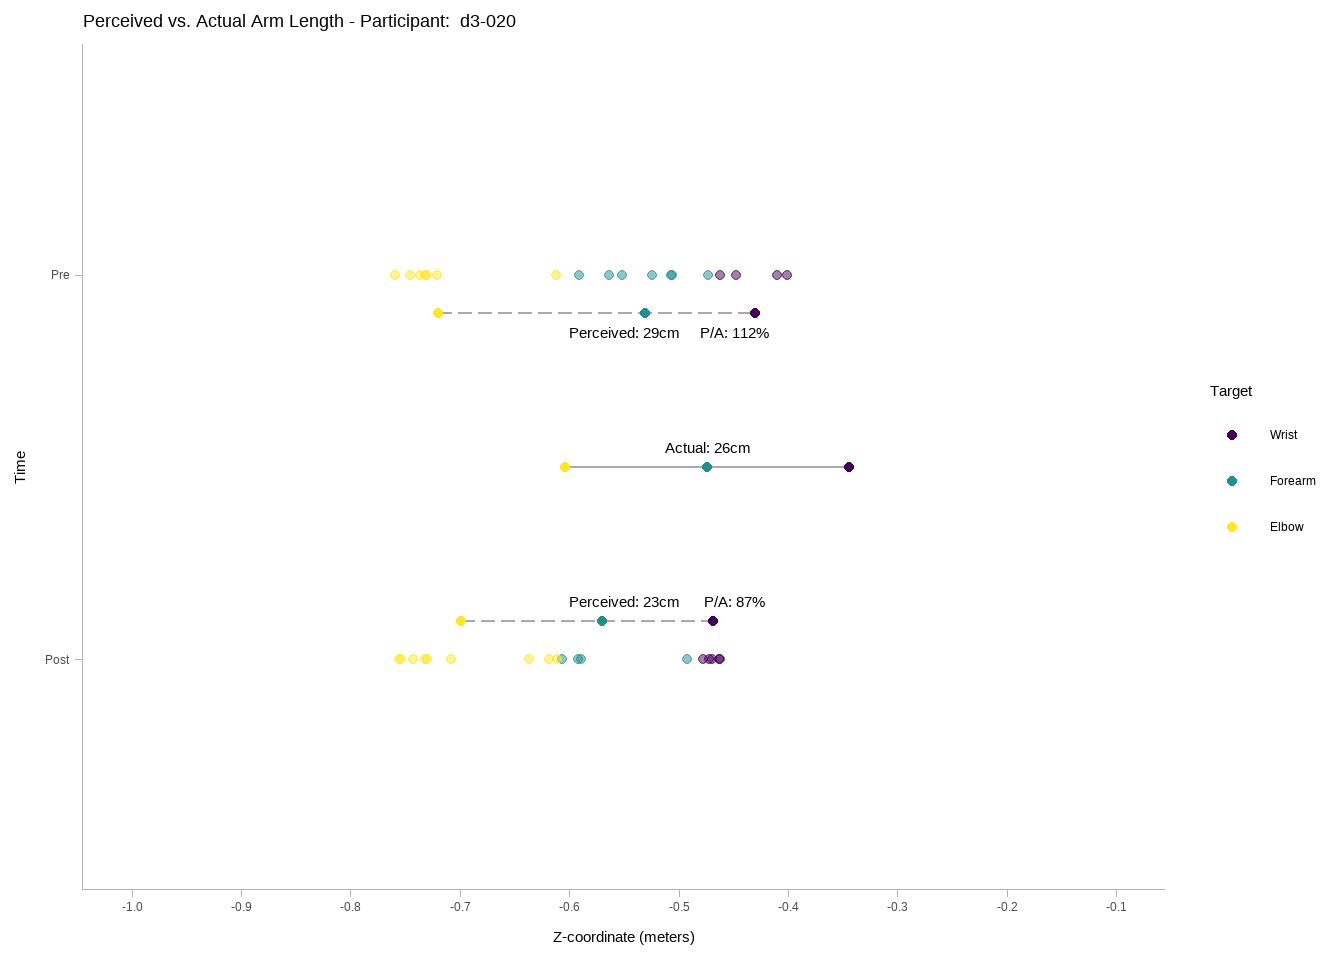 Perceived vs. Actual Arm Length - Participant:  d3-020
Pre
Perceived: 29cm
P/A: 112%
Actual: 26cm
Time
Perceived: 23cm
P/A: 87%
Post
-1.0
-0.9
-0.8
-0.7
-0.6
-0.5
-0.4
-0.3
-0.2
-0.1
Z-coordinate (meters)
Target
Wrist
Forearm
Elbow